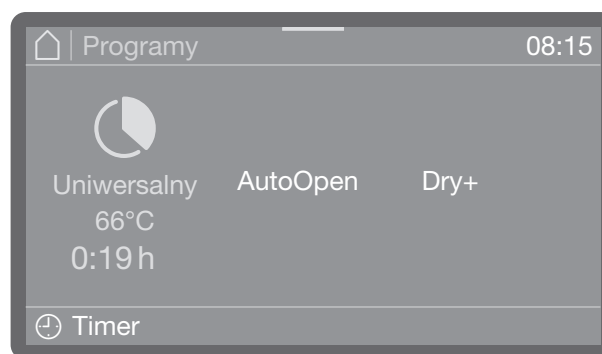 Programy 08:15
Uniwersalny AutoOpen Dry+
66°C
0:19 h
Timer